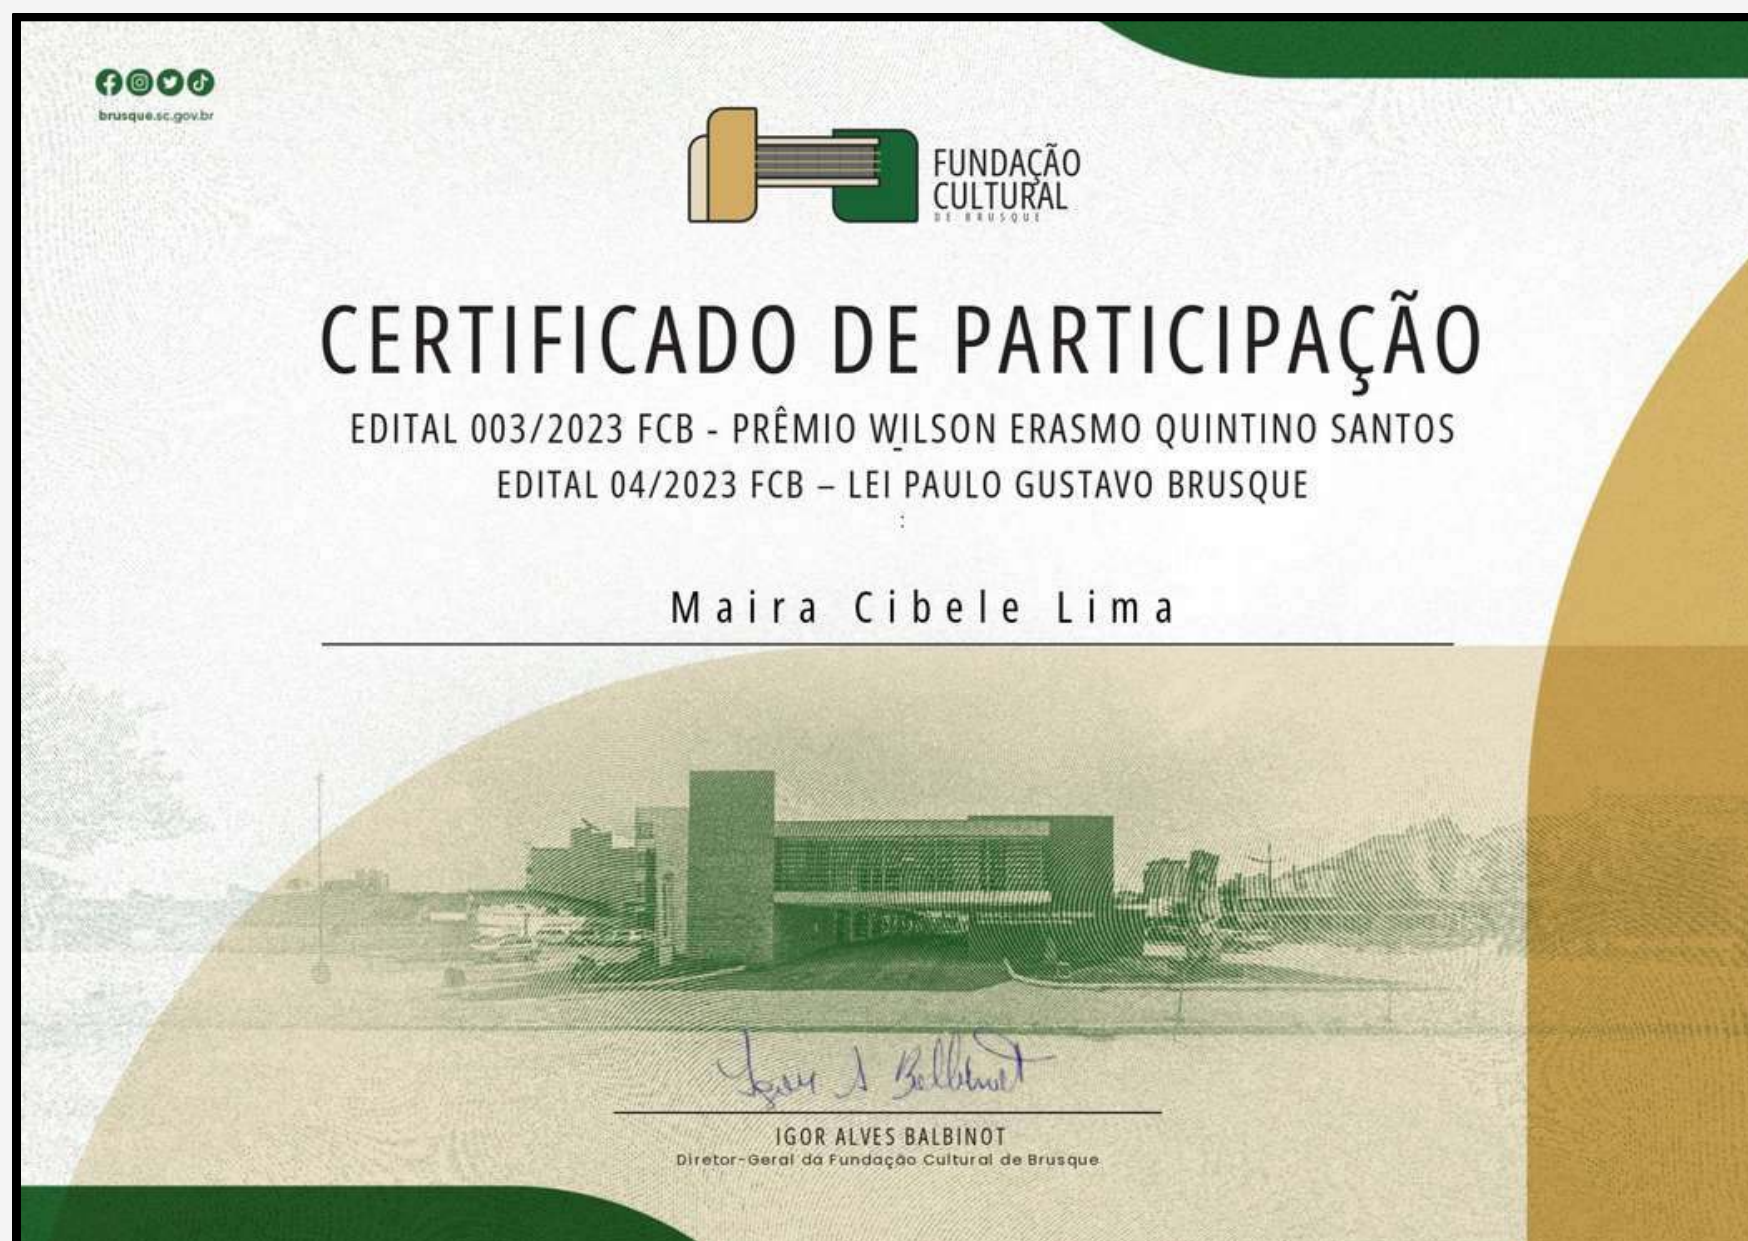 brusque.sc.gov.br
FUNDAÇÃO
CULTURAL
DE BRUSQUE
CERTIFICADO DE PARTICIPAÇÃO
EDITAL 003/2023 FCB - PRÊMIO WILSON ERASMO QUINTINO SANTOS
-
EDITAL 04/2023 FCB – LEI PAULO GUSTAVO BRUSQUE
:
Maira Cibele Lima
Igor A Balbinot
IGOR ALVES BALBINOT
Diretor-Geral da Fundação Cultural de Brusque